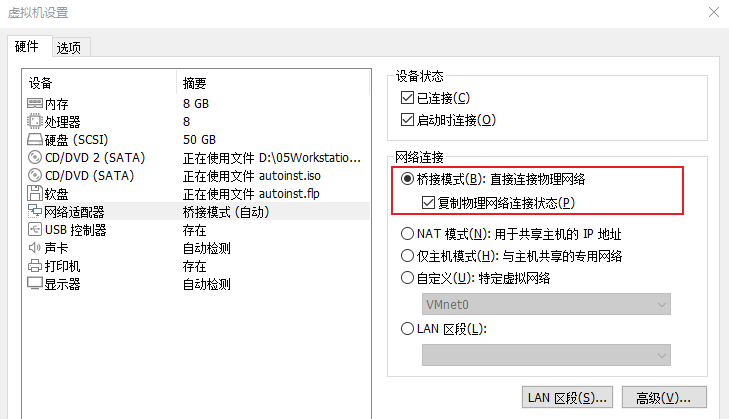 虚拟机设置
硬件 选项
设备 摘要
内存 8 GB
处理器 8
硬盘 (SCSI) 50 GB
CD/DVD 2 (SATA) 正在使用文件 D:\05Worksta​tio...
CD/DVD (SATA) 正在使用文件 autoinst.iso
软盘 正在使用文件 autoinst.flp
网络适配器 桥接模式 (自动)
USB 控制器 存在
声卡 自动检测
打印机 存在
显示器 自动检测
设备状态
已连接(C)
启动时连接(O)
网络连接
桥接模式(B): 直接连接物理网络
复制物理网络连接状态(P)
NAT 模式(N): 用于共享主机的 IP 地址
仅主机模式(H): 与主机共享的专用网络
自定义(U): 特定虚拟网络
VMnet0
LAN 区段(L):
LAN 区段(S)... 高级(V)...